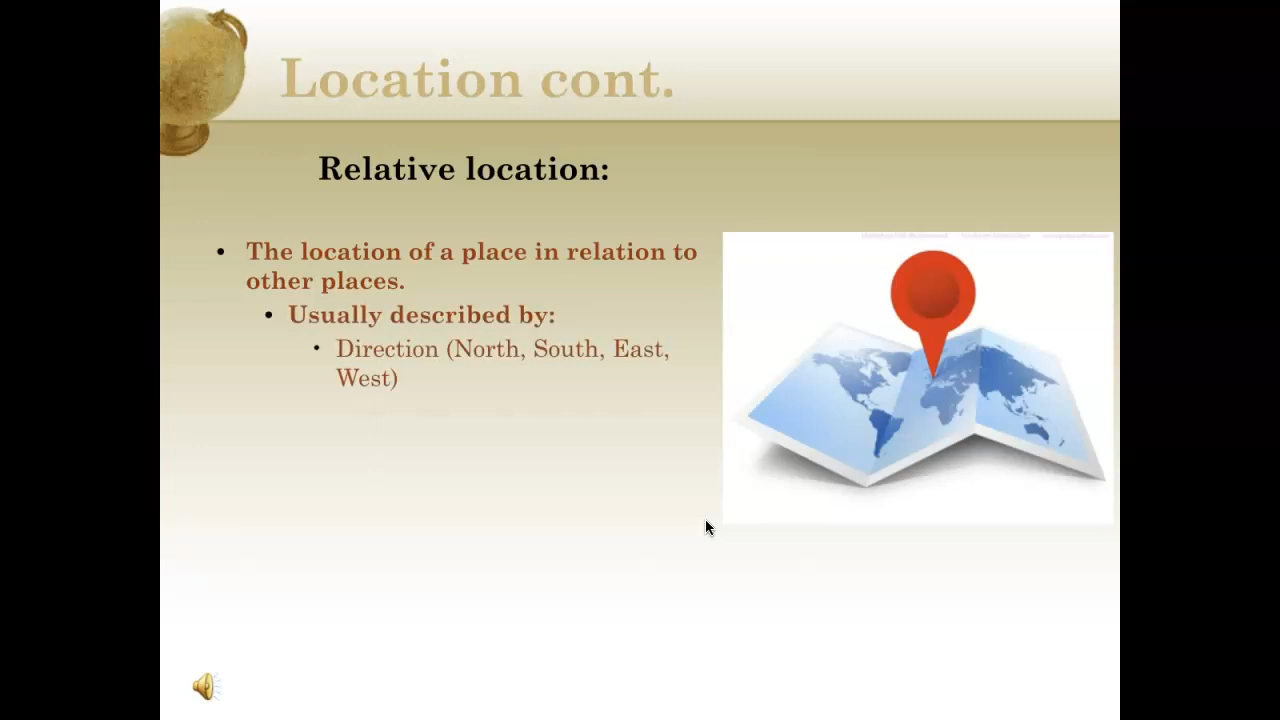 Location cont.
Relative location:
• The location of a place in relation to
other places.
• Usually described by:
• Direction (North, South, East,
West)